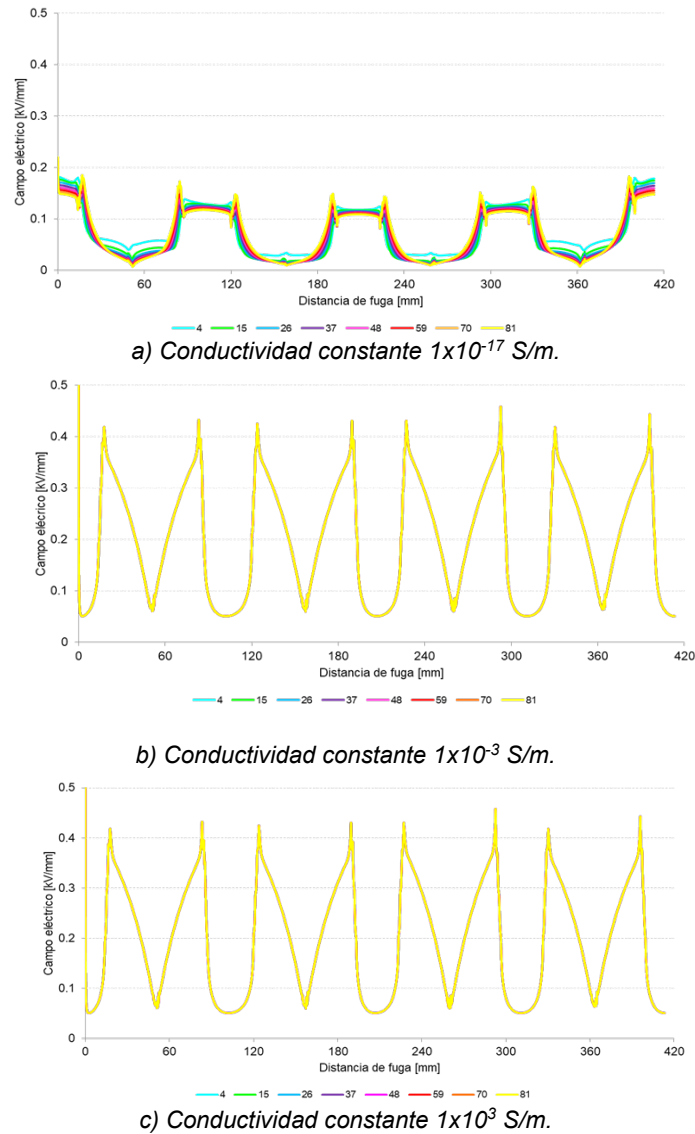 0.5
0.4
0.3
0.2
0.1
0
Campo eléctrico [kV/mm]
0 60 120 180 240 300 360 420
Distancia de fuga [mm]
4 15 26 37 48 59 70 81
a) Conductividad constante 1x10⁻¹⁷ S/m.
0.5
0.4
0.3
0.2
0.1
0
Campo eléctrico [kV/mm]
0 60 120 180 240 300 360 420
Distancia de fuga [mm]
4 15 26 37 48 59 70 81
b) Conductividad constante 1x10⁻³ S/m.
0.5
0.4
0.3
0.2
0.1
0
Campo eléctrico [kV/mm]
0 60 120 180 240 300 360 420
Distancia de fuga [mm]
4 15 26 37 48 59 70 81
c) Conductividad constante 1x10³ S/m.